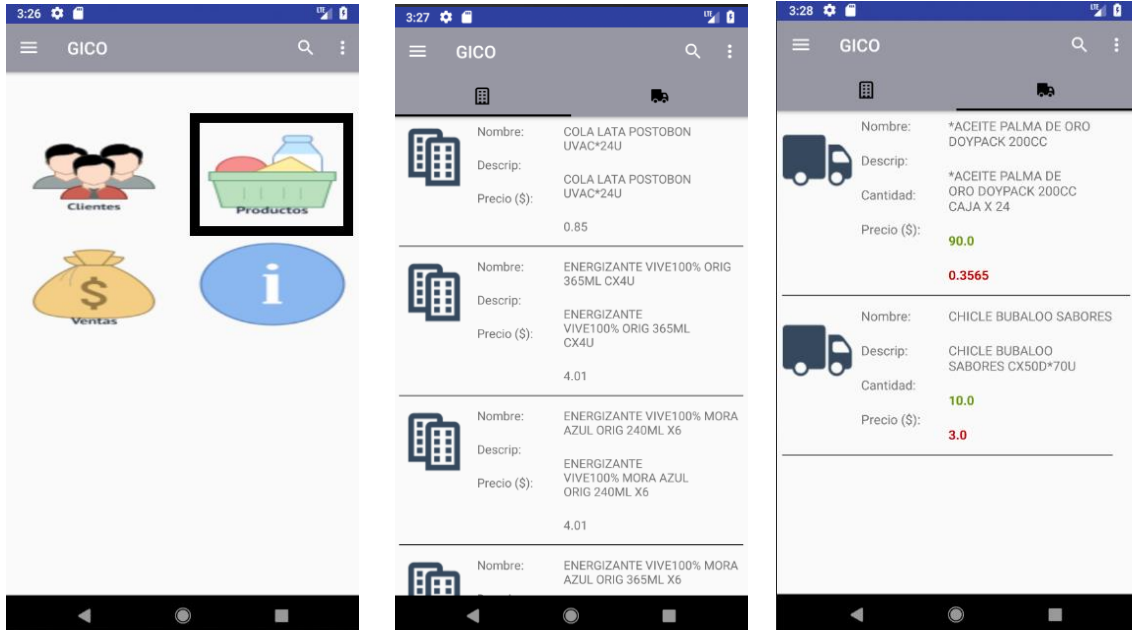 3:26
LTE
GICO
Clientes
Productos
$
Ventas
i
3:27
LTE
GICO
Nombre: COLA LATA POSTOBON
UVAC*24U
Descrip:
COLA LATA POSTOBON
Precio ($): UVAC*24U
0.85
Nombre: ENERGIZANTE VIVE100% ORIG
365ML CX4U
Descrip:
ENERGIZANTE
Precio ($): VIVE100% ORIG 365ML
CX4U
4.01
Nombre: ENERGIZANTE VIVE100% MORA
AZUL ORIG 240ML X6
Descrip:
ENERGIZANTE
Precio ($): VIVE100% MORA AZUL
ORIG 240ML X6
4.01
Nombre: ENERGIZANTE VIVE100% MORA
AZUL ORIG 365ML X6
3:28
LTE
GICO
Nombre: *ACEITE PALMA DE ORO
DOYPACK 200CC
Descrip:
*ACEITE PALMA DE
Cantidad: ORO DOYPACK 200CC
CAJA X 24
Precio ($):
90.0
0.3565
Nombre: CHICLE BUBALOO SABORES
Descrip: CHICLE BUBALOO
SABORES CX50D*70U
Cantidad:
10.0
Precio ($):
3.0